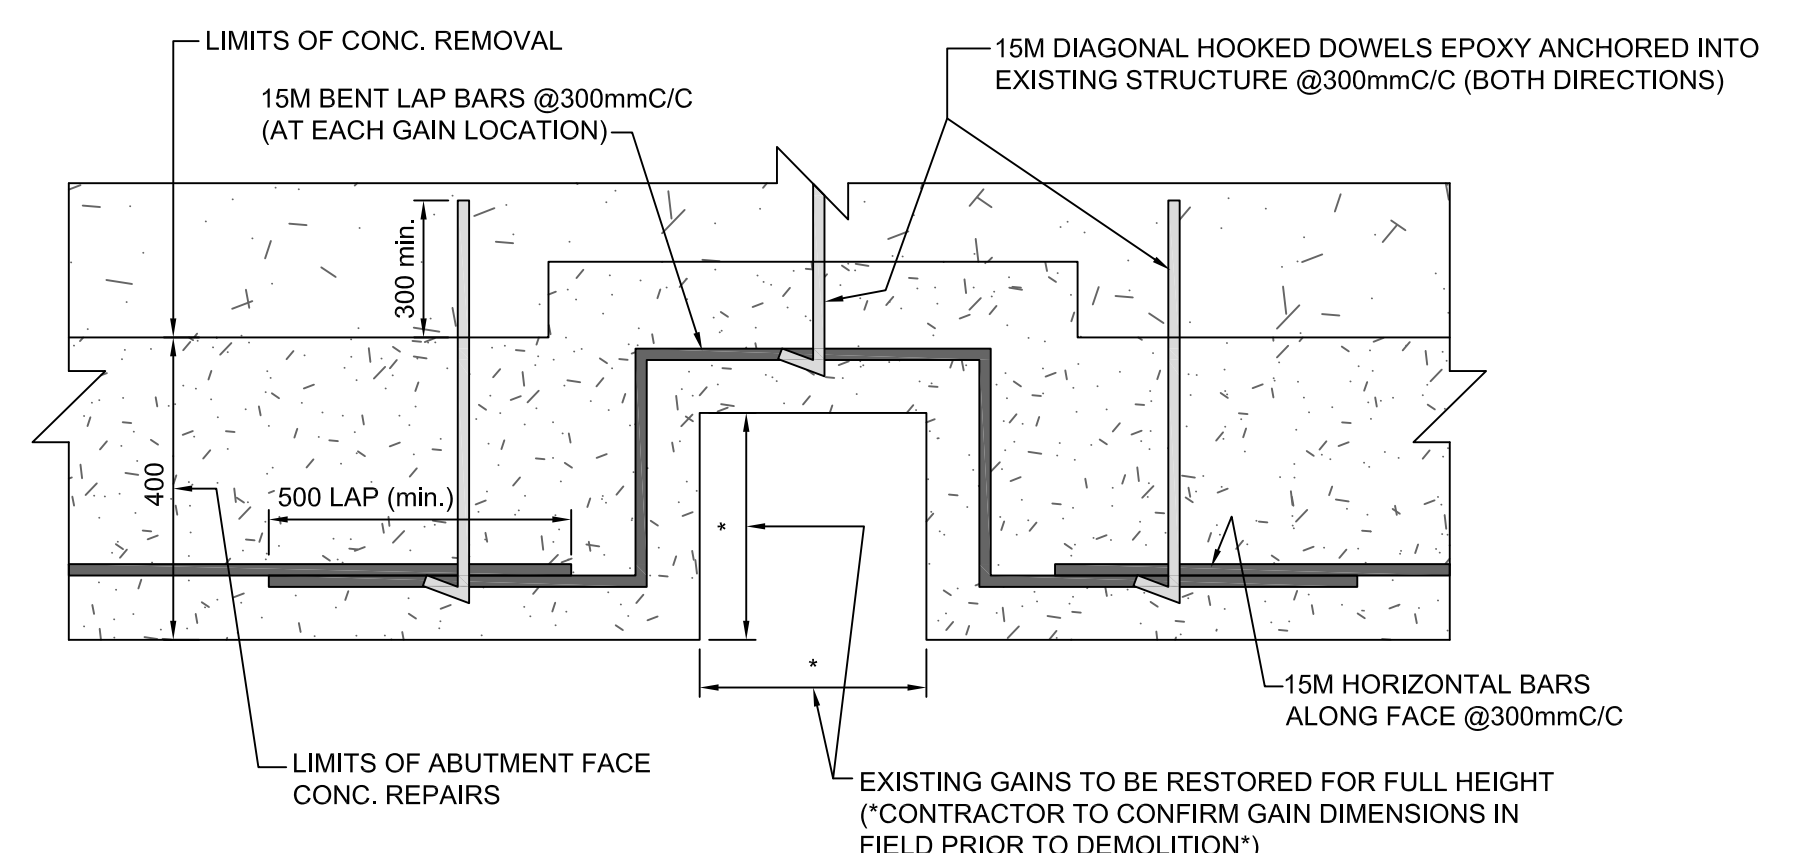 LIMITS OF CONC. REMOVAL
15M BENT LAP BARS @300mmC/C
(AT EACH GAIN LOCATION)
15M DIAGONAL HOOKED DOWELS EPOXY ANCHORED INTO
EXISTING STRUCTURE @300mmC/C (BOTH DIRECTIONS)
300 min.
400
500 LAP (min.)
*
*
15M HORIZONTAL BARS
ALONG FACE @300mmC/C
LIMITS OF ABUTMENT FACE
CONC. REPAIRS
EXISTING GAINS TO BE RESTORED FOR FULL HEIGHT
(*CONTRACTOR TO CONFIRM GAIN DIMENSIONS IN
FIELD PRIOR TO DEMOLITION*)